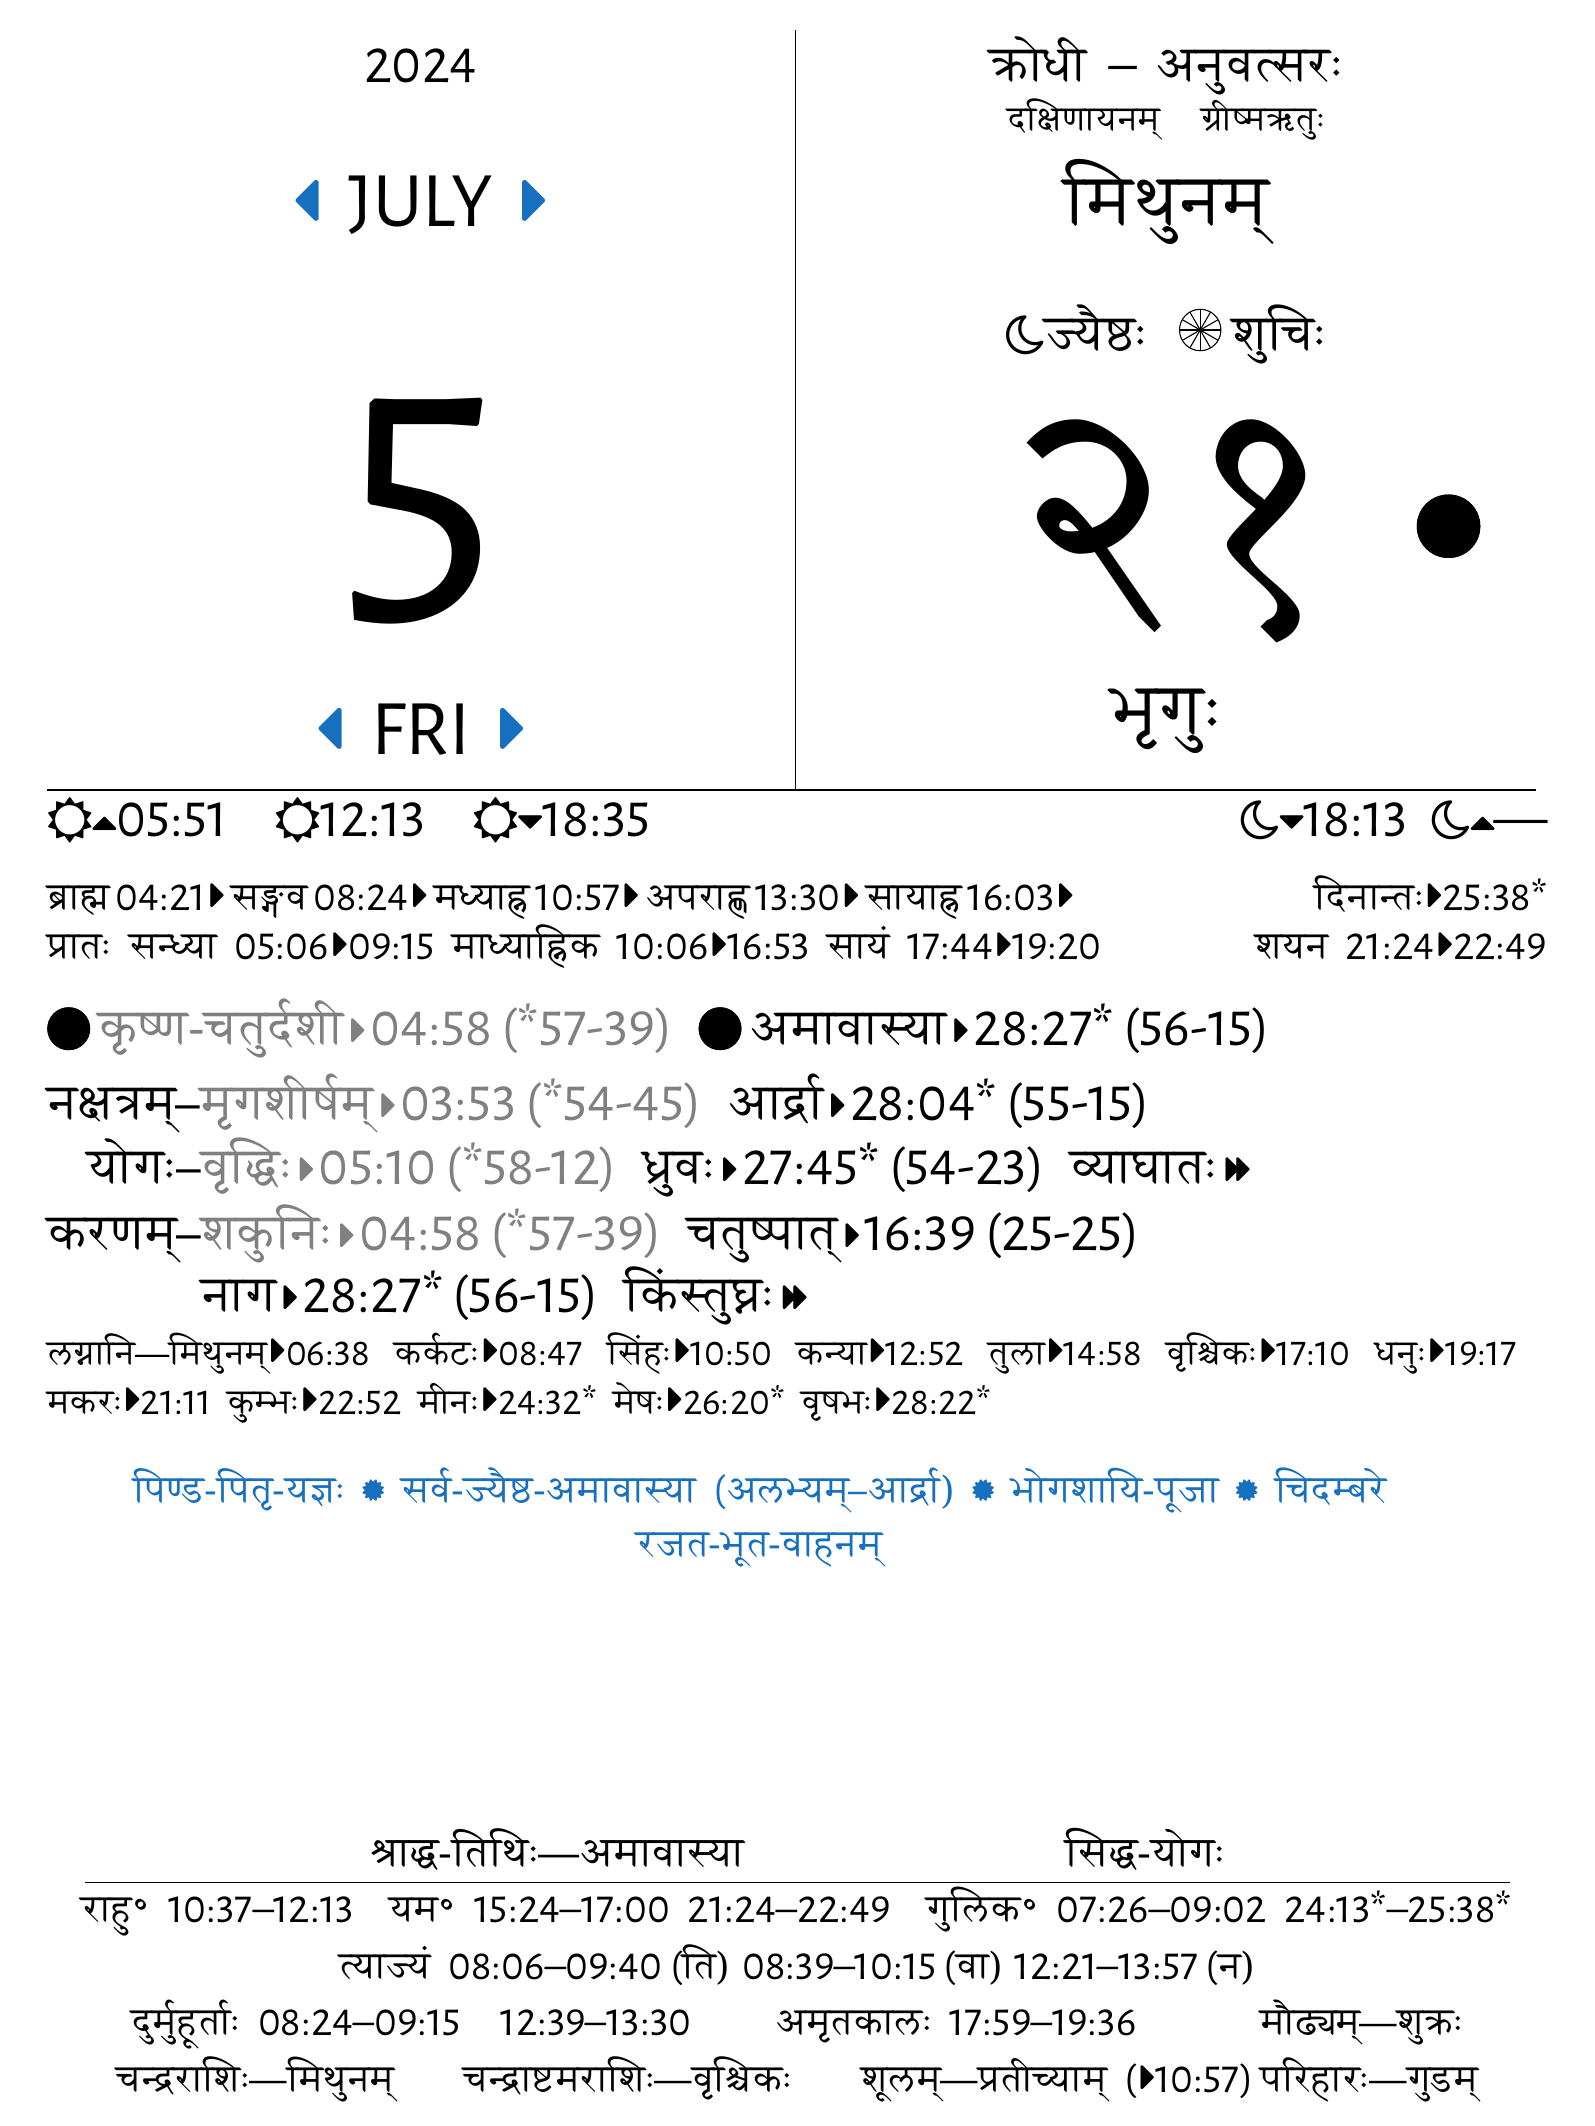 2024
JULY
5
FRI
क्रोधी – अनुवत्सरः
दक्षिणायनम् ग्रीष्मऋतुः
मिथुनम्
ज्यैष्ठः शुचिः
२१
भृगुः
05:51 12:13 18:35 18:13 —
ब्राह्म 04:21 सङ्गव 08:24 मध्याह्न 10:57 अपराह्ण 13:30 सायाह्न 16:03 दिनान्तः 25:38*
प्रातः सन्ध्या 05:06 09:15 माध्याह्निक 10:06 16:53 सायं 17:44 19:20 शयन 21:24 22:49
कृष्ण-चतुर्दशी 04:58 (*57-39) अमावास्या 28:27* (56-15)
नक्षत्रम्–मृगशीर्षम् 03:53 (*54-45) आर्द्रा 28:04* (55-15)
योगः–वृद्धिः 05:10 (*58-12) ध्रुवः 27:45* (54-23) व्याघातः
करणम्–शकुनिः 04:58 (*57-39) चतुष्पात् 16:39 (25-25)
नाग 28:27* (56-15) किंस्तुघ्नः
लग्नानि—मिथुनम् 06:38 कर्कटः 08:47 सिंहः 10:50 कन्या 12:52 तुला 14:58 वृश्चिकः 17:10 धनुः 19:17
मकरः 21:11 कुम्भः 22:52 मीनः 24:32* मेषः 26:20* वृषभः 28:22*
पिण्ड-पितृ-यज्ञः ✹ सर्व-ज्यैष्ठ-अमावास्या (अलभ्यम्–आर्द्रा) ✹ भोगशायि-पूजा ✹ चिदम्बरे
रजत-भूत-वाहनम्
श्राद्ध-तिथिः—अमावास्या सिद्ध-योगः
राहु॰ 10:37–12:13 यम॰ 15:24–17:00 21:24–22:49 गुलिक॰ 07:26–09:02 24:13*–25:38*
त्याज्यं 08:06–09:40 (ति) 08:39–10:15 (वा) 12:21–13:57 (न)
दुर्मुहूर्ताः 08:24–09:15 12:39–13:30 अमृतकालः 17:59–19:36 मौढ्यम्—शुक्रः
चन्द्रराशिः—मिथुनम् चन्द्राष्टमराशिः—वृश्चिकः शूलम्—प्रतीच्याम् (10:57) परिहारः—गुडम्